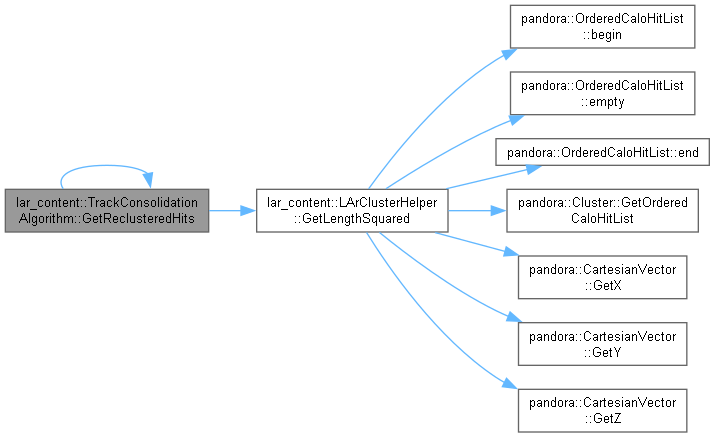 lar_content::TrackConsolidation
Algorithm::GetReclusteredHits
lar_content::LArClusterHelper
::GetLengthSquared
pandora::OrderedCaloHitList
::begin
pandora::OrderedCaloHitList
::empty
pandora::OrderedCaloHitList::end
pandora::Cluster::GetOrdered
CaloHitList
pandora::CartesianVector
::GetX
pandora::CartesianVector
::GetY
pandora::CartesianVector
::GetZ